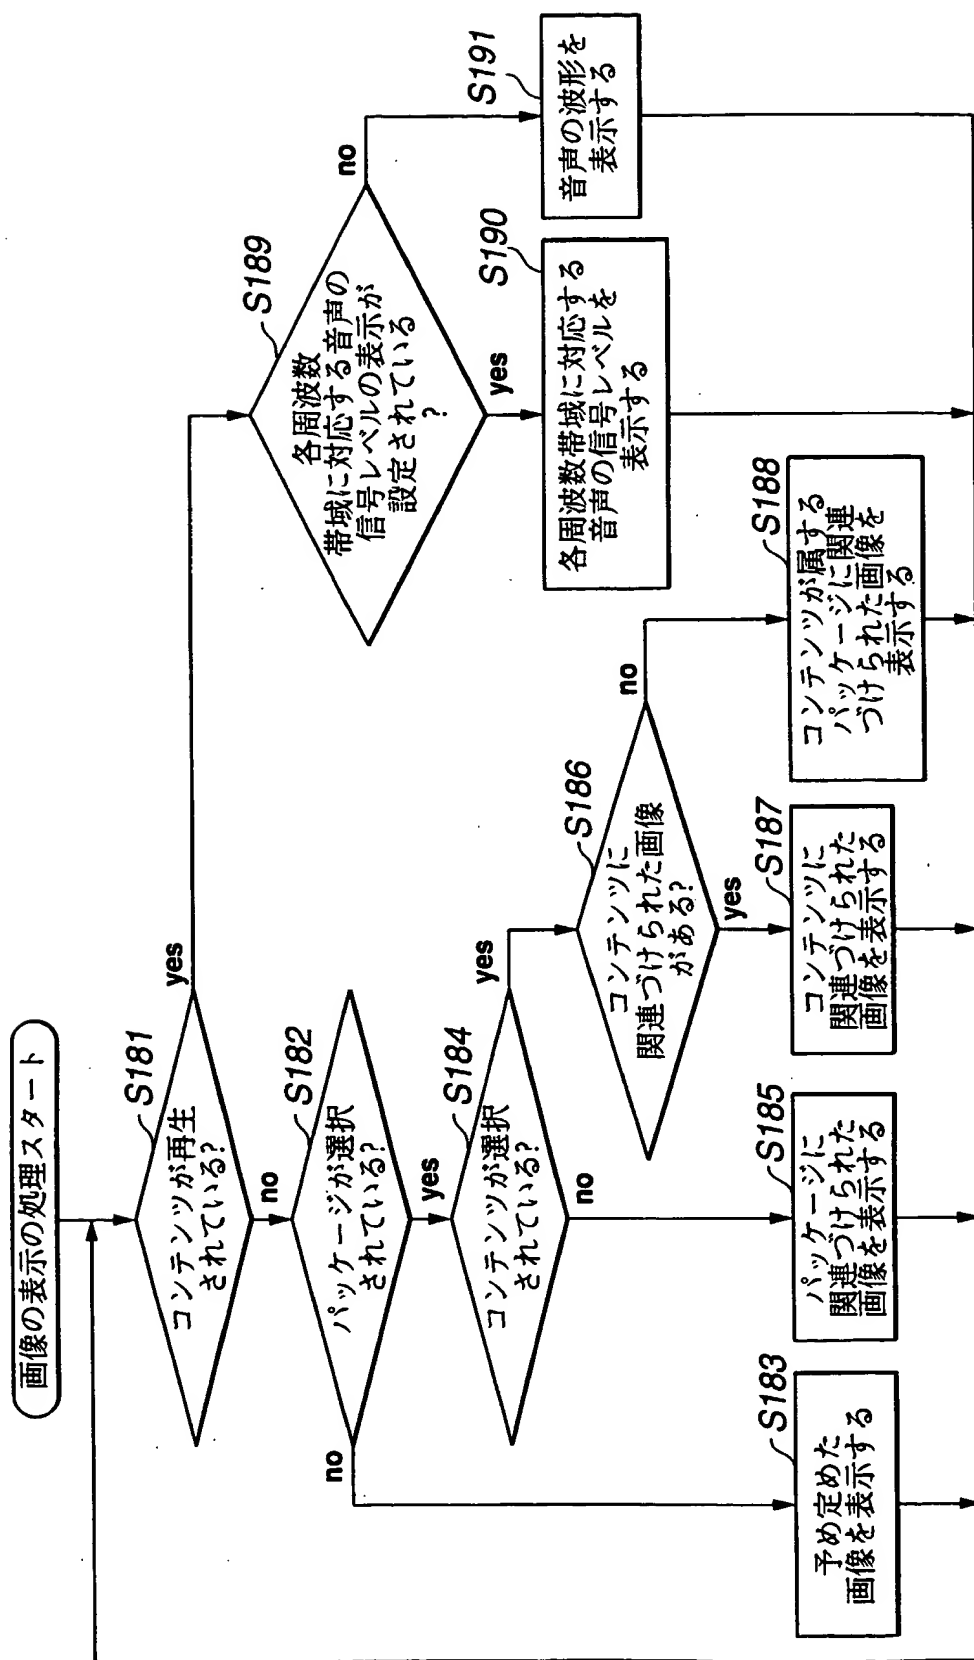 画像の表示の処理スタート
S181
コンテンツが再生
されている?
yes
no
S182
パッケージが選択
されている?
no
yes
S184
コンテンツが選択
されている?
yes
no
S183
予め定めた
画像を表示する
S185
パッケージに
関連づけられた
画像を表示する
S186
コンテンツに
関連づけられた画像
がある?
no
yes
S187
コンテンツに
関連づけられた
画像を表示する
S188
コンテンツが属する
パッケージに関連
づけられた画像を
表示する
S189
各周波数
帯域に対応する音声の
信号レベルの表示が
設定されている
?
no
yes
S190
各周波数帯域に対応する
音声の信号レベルを
表示する
S191
音声の波形を
表示する